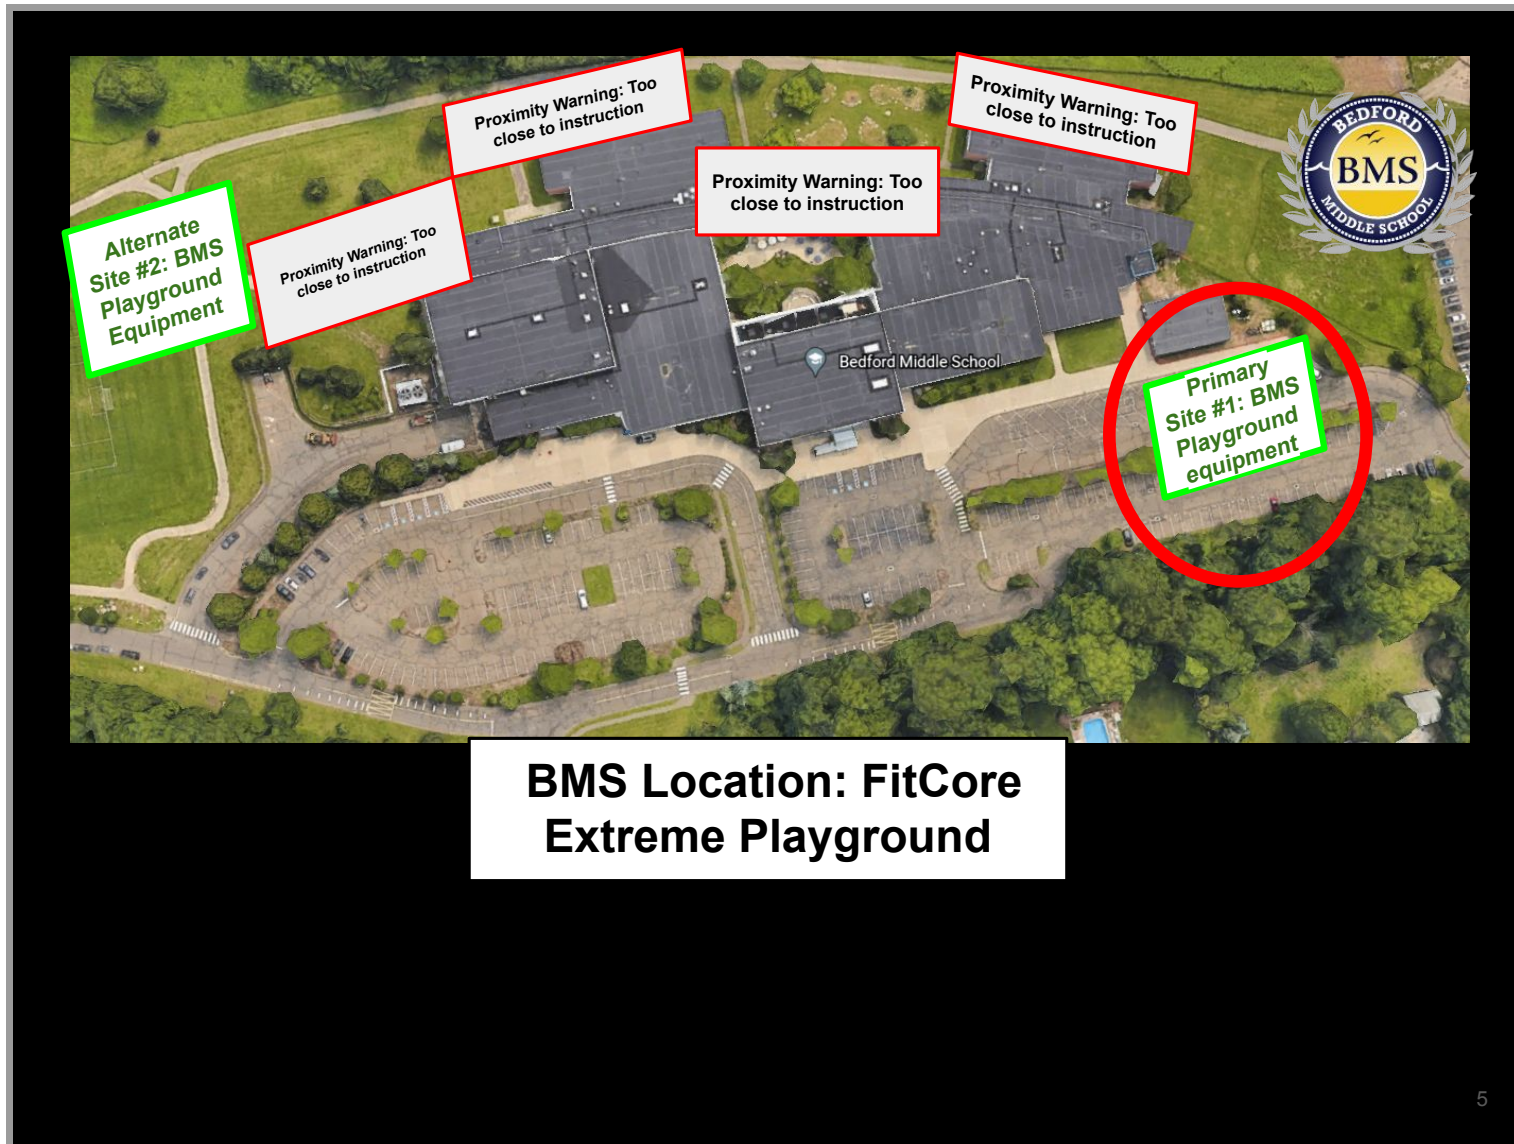 Proximity Warning: Too
close to instruction
Proximity Warning: Too
close to instruction
Proximity Warning: Too
close to instruction
Proximity Warning: Too
close to instruction
BEDFORD
BMS
MIDDLE SCHOOL
Alternate
Site #2: BMS
Playground
Equipment
Bedford Middle School
Primary
Site #1: BMS
Playground
equipment
BMS Location: FitCore
Extreme Playground
5